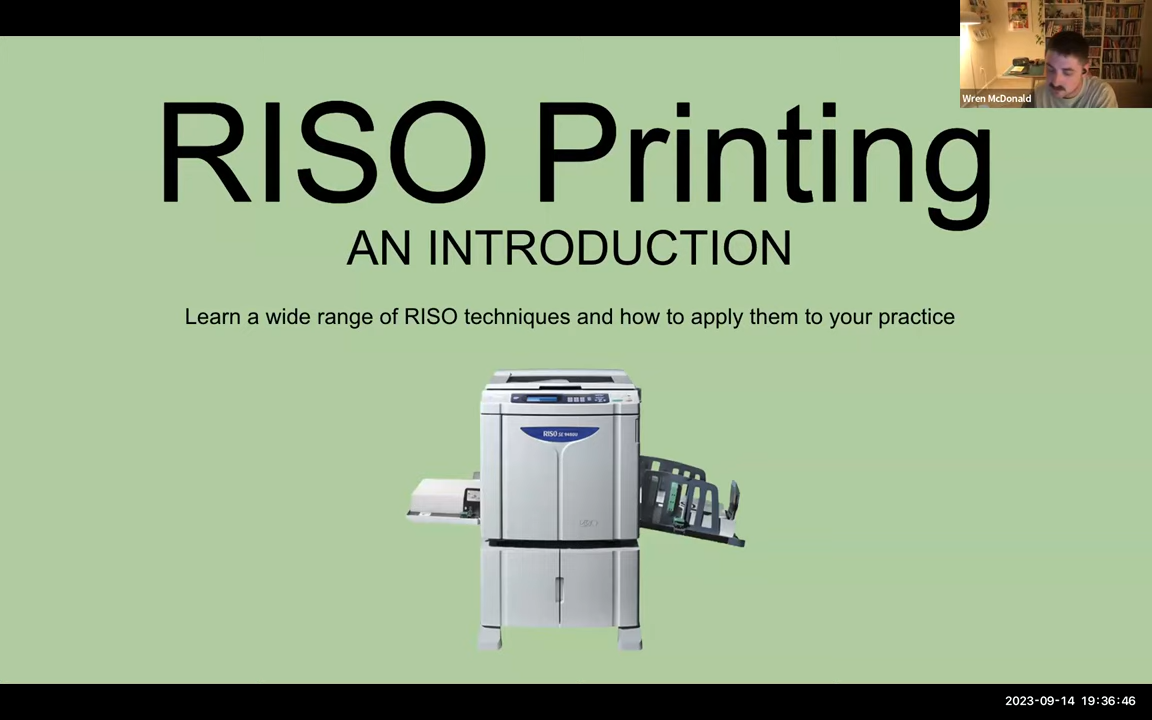 Wren McDonald
RISO Printing
AN INTRODUCTION
Learn a wide range of RISO techniques and how to apply them to your practice
RISO
2023-09-14 19:36:46